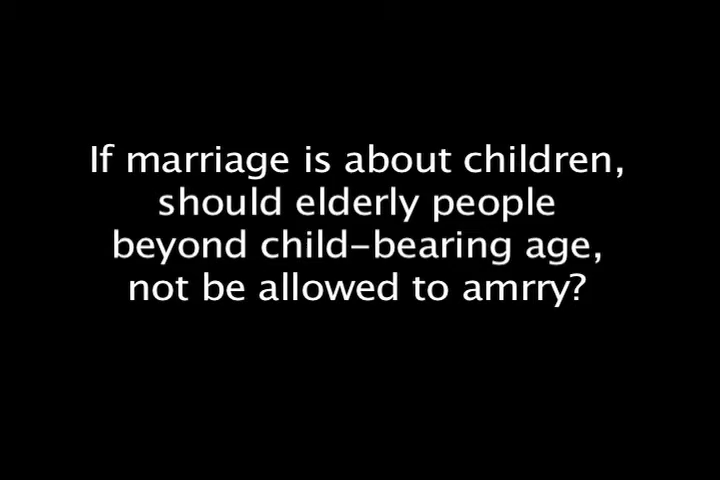 If marriage is about children,
should elderly people
beyond child-bearing age,
not be allowed to amrry?